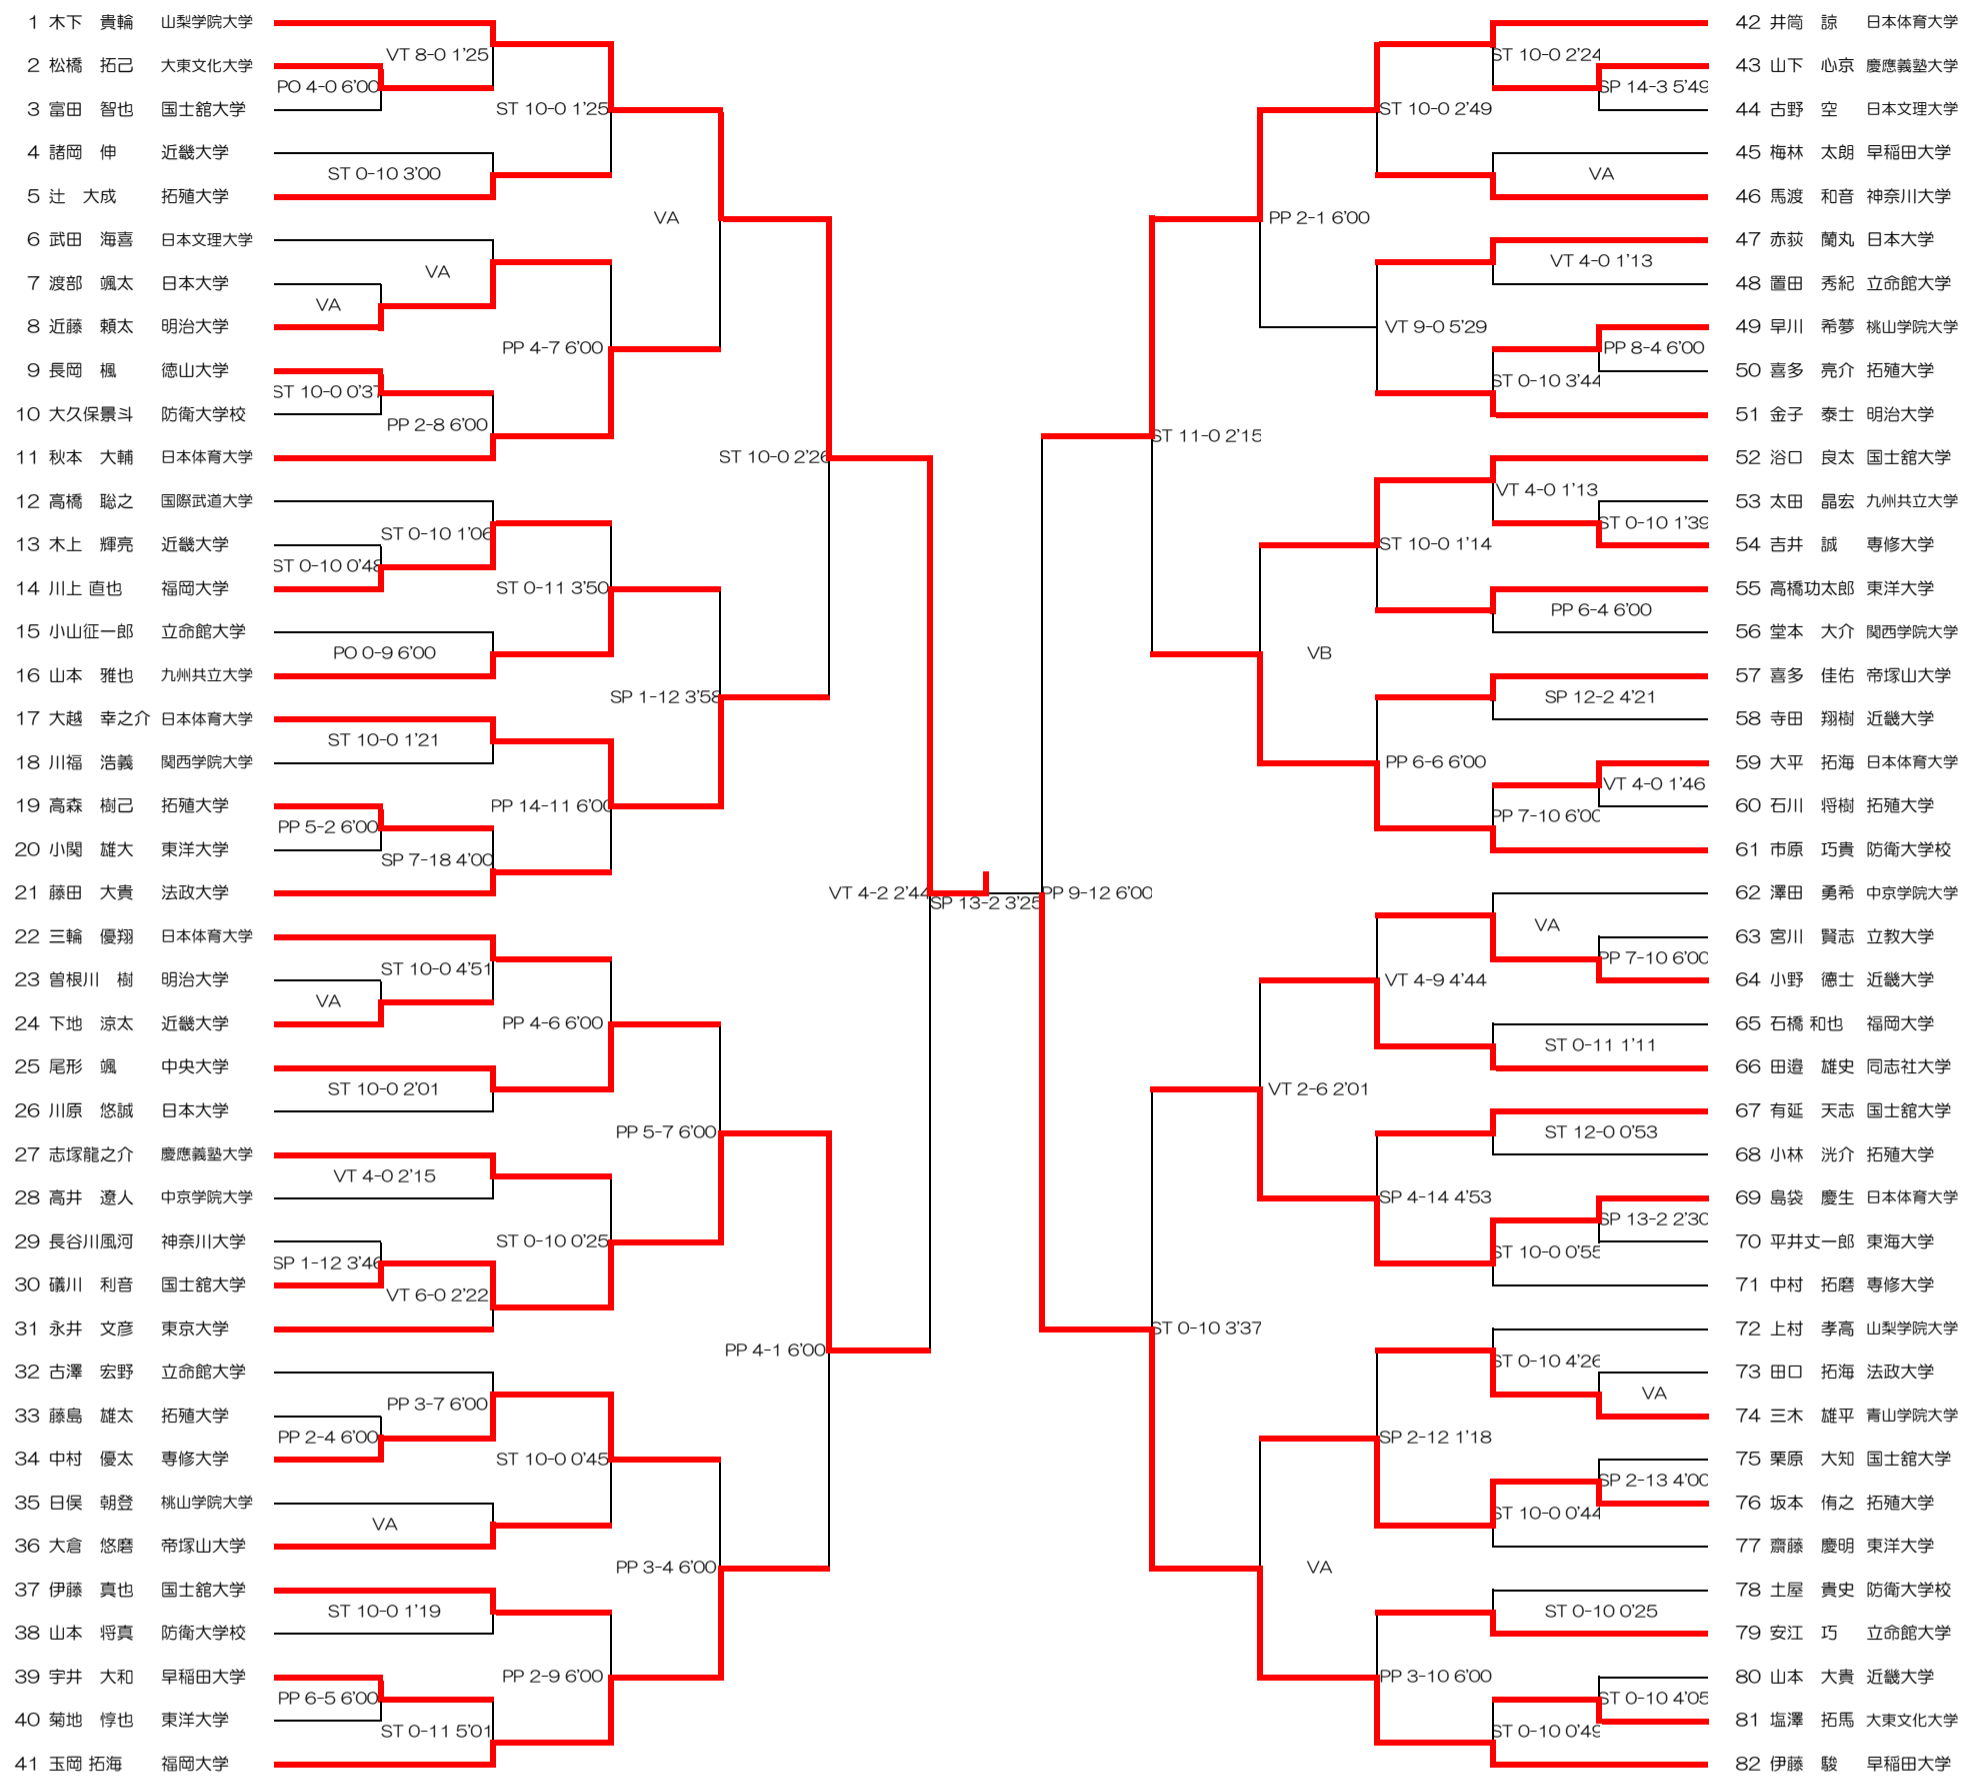 1 木下　貴輪 山梨学院大学
2 松橋　拓己 大東文化大学
3 富田　智也 国士舘大学
4 諸岡　伸 近畿大学
5 辻　大成 拓殖大学
6 武田　海喜 日本文理大学
7 渡部　颯太 日本大学
8 近藤　頼太 明治大学
9 長岡　楓 徳山大学
10 大久保景斗 防衛大学校
11 秋本　大輔 日本体育大学
12 高橋　聡之 国際武道大学
13 木上　輝亮 近畿大学
14 川上 直也 福岡大学
15 小山征一郎 立命館大学
16 山本　雅也 九州共立大学
17 大越　幸之介 日本体育大学
18 川福　浩義 関西学院大学
19 高森　樹己 拓殖大学
20 小関　雄大 東洋大学
21 藤田　大貴 法政大学
22 三輪　優翔 日本体育大学
23 曽根川　樹 明治大学
24 下地　涼太 近畿大学
25 尾形　颯 中央大学
26 川原　悠誠 日本大学
27 志塚龍之介 慶應義塾大学
28 高井　遼人 中京学院大学
29 長谷川風河 神奈川大学
30 礒川　利音 国士舘大学
31 永井　文彦 東京大学
32 古澤　宏野 立命館大学
33 藤島　雄太 拓殖大学
34 中村　優太 専修大学
35 日俣　朝登 桃山学院大学
36 大倉　悠磨 帝塚山大学
37 伊藤　真也 国士舘大学
38 山本　将真 防衛大学校
39 宇井　大和 早稲田大学
40 菊地　惇也 東洋大学
41 玉岡 拓海 福岡大学
PO 4-0 6'00
VA
ST 10-0 0'37
ST 0-10 0'48
PP 5-2 6'00
VA
SP 1-12 3'46
PP 2-4 6'00
PP 6-5 6'00
VT 8-0 1'25
ST 0-10 3'00
VA
PP 2-8 6'00
ST 0-10 1'06
PO 0-9 6'00
ST 10-0 1'21
SP 7-18 4'00
ST 10-0 4'51
ST 10-0 2'01
VT 4-0 2'15
VT 6-0 2'22
PP 3-7 6'00
VA
ST 10-0 1'19
ST 0-11 5'01
ST 10-0 1'25
PP 4-7 6'00
ST 0-11 3'50
PP 14-11 6'00
PP 4-6 6'00
ST 0-10 0'25
ST 10-0 0'45
PP 2-9 6'00
VA
SP 1-12 3'58
PP 5-7 6'00
PP 3-4 6'00
ST 10-0 2'26
PP 4-1 6'00
VT 4-2 2'44
SP 13-2 3'25
PP 9-12 6'00
ST 11-0 2'15
ST 0-10 3'37
PP 2-1 6'00
VB
VT 2-6 2'01
VA
ST 10-0 2'49
VT 9-0 5'29
ST 10-0 1'14
PP 6-6 6'00
VT 4-9 4'44
SP 4-14 4'53
SP 2-12 1'18
PP 3-10 6'00
ST 10-0 2'24
VA
VT 4-0 1'13
ST 0-10 3'44
VT 4-0 1'13
PP 6-4 6'00
SP 12-2 4'21
PP 7-10 6'00
VA
ST 0-11 1'11
ST 12-0 0'53
ST 10-0 0'55
ST 0-10 4'26
ST 10-0 0'44
ST 0-10 0'25
ST 0-10 0'49
SP 14-3 5'49
PP 8-4 6'00
ST 0-10 1'39
VT 4-0 1'46
PP 7-10 6'00
SP 13-2 2'30
VA
SP 2-13 4'00
ST 0-10 4'05
42 井筒　諒 日本体育大学
43 山下　心京 慶應義塾大学
44 古野　空 日本文理大学
45 梅林　太朗 早稲田大学
46 馬渡　和音 神奈川大学
47 赤荻　蘭丸 日本大学
48 置田　秀紀 立命館大学
49 早川　希夢 桃山学院大学
50 喜多　亮介 拓殖大学
51 金子　泰士 明治大学
52 浴口　良太 国士舘大学
53 太田　晶宏 九州共立大学
54 吉井　誠 専修大学
55 高橋功太郎 東洋大学
56 堂本　大介 関西学院大学
57 喜多　佳佑 帝塚山大学
58 寺田　翔樹 近畿大学
59 大平　拓海 日本体育大学
60 石川　将樹 拓殖大学
61 市原　巧貴 防衛大学校
62 澤田　勇希 中京学院大学
63 宮川　賢志 立教大学
64 小野　徳士 近畿大学
65 石橋 和也 福岡大学
66 田邉　雄史 同志社大学
67 有延　天志 国士舘大学
68 小林　洸介 拓殖大学
69 島袋　慶生 日本体育大学
70 平井丈一郎 東海大学
71 中村　拓磨 専修大学
72 上村　孝高 山梨学院大学
73 田口　拓海 法政大学
74 三木　雄平 青山学院大学
75 栗原　大知 国士舘大学
76 坂本　侑之 拓殖大学
77 齋藤　慶明 東洋大学
78 土屋　貴史 防衛大学校
79 安江　巧 立命館大学
80 山本　大貴 近畿大学
81 塩澤　拓馬 大東文化大学
82 伊藤　駿 早稲田大学